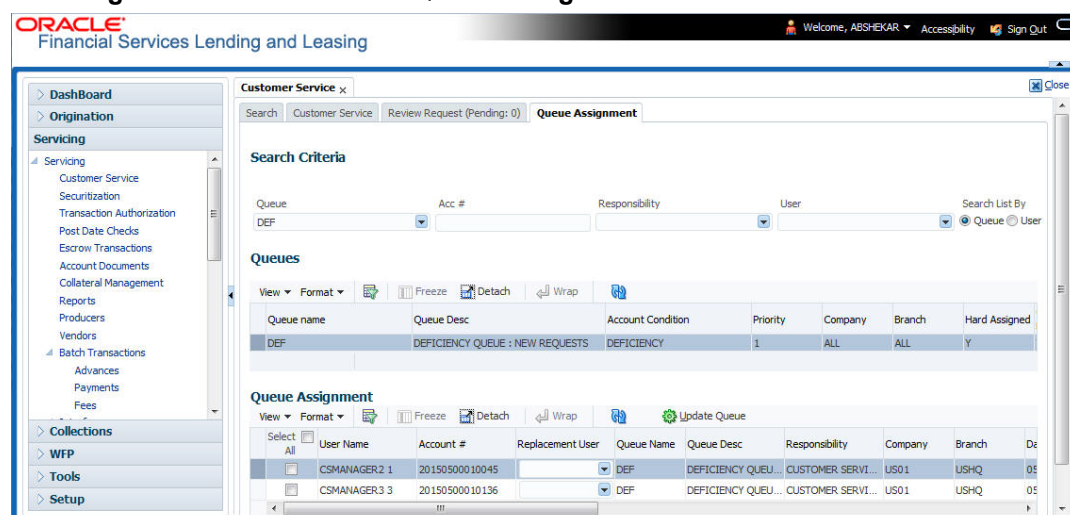 ORACLE
Financial Services Lending and Leasing
Welcome, ABSHEKAR Accessibility Sign Out
Close
DashBoard
Origination
Servicing
Servicing
Customer Service
Securitization
Transaction Authorization
Post Date Checks
Escrow Transactions
Account Documents
Collateral Management
Reports
Producers
Vendors
Batch Transactions
Advances
Payments
Fees
Collections
WFP
Tools
Setup
Customer Service x
Search Customer Service Review Request (Pending: 0) Queue Assignment
Search Criteria
Queue Acc # Responsibility User Search List By
DEF Queue User
Queues
View Format Freeze Detach Wrap
Queue name Queue Desc Account Condition Priority Company Branch Hard Assigned
DEF DEFICIENCY QUEUE : NEW REQUESTS DEFICIENCY 1 ALL ALL Y
Queue Assignment
View Format Freeze Detach Wrap Update Queue
Select All User Name Account # Replacement User Queue Name Queue Desc Responsibility Company Branch Da
CSMANAGER2 1 20150500010045 DEF DEFICIENCY QUEU... CUSTOMER SERVI... US01 USHQ 05
CSMANAGER3 3 20150500010136 DEF DEFICIENCY QUEU... CUSTOMER SERVI... US01 USHQ 05